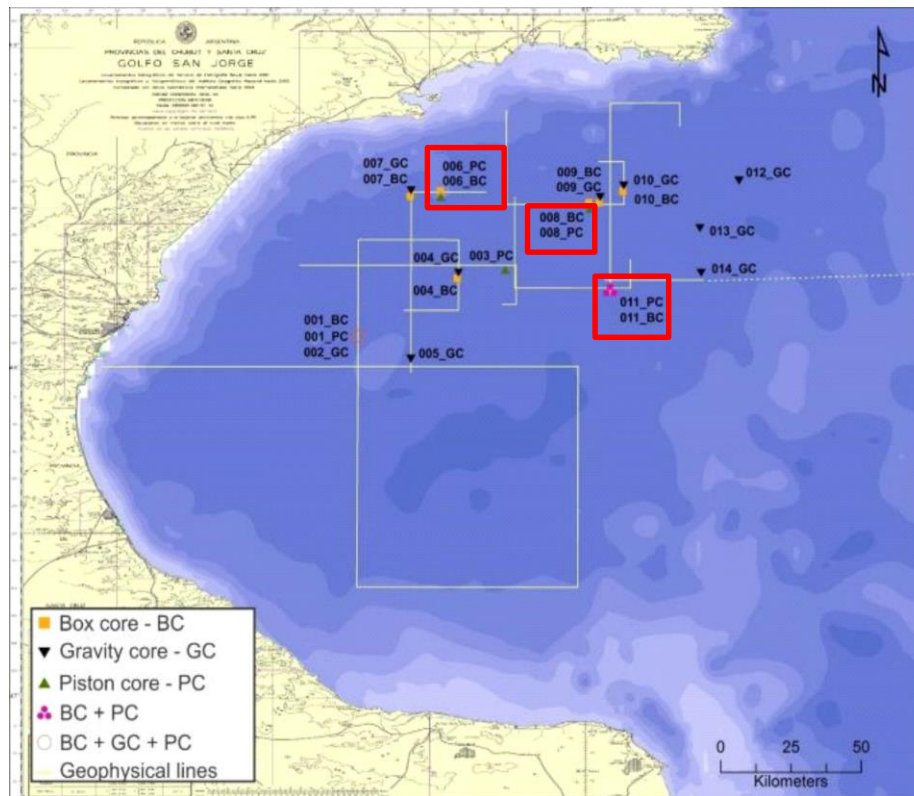 REPUBLICA ARGENTINA
PROVINCIAS DEL CHUBUT Y SANTA CRUZ
GOLFO SAN JORGE
N
007_GC
007_BC
006_PC
006_BC
009_BC
009_GC
010_GC
010_BC
012_GC
008_BC
008_PC
013_GC
004_GC
003_PC
014_GC
004_BC
011_PC
011_BC
001_BC
001_PC
002_GC
005_GC
Box core - BC
Gravity core - GC
Piston core - PC
BC + PC
BC + GC + PC
Geophysical lines
0 25 50
Kilometers